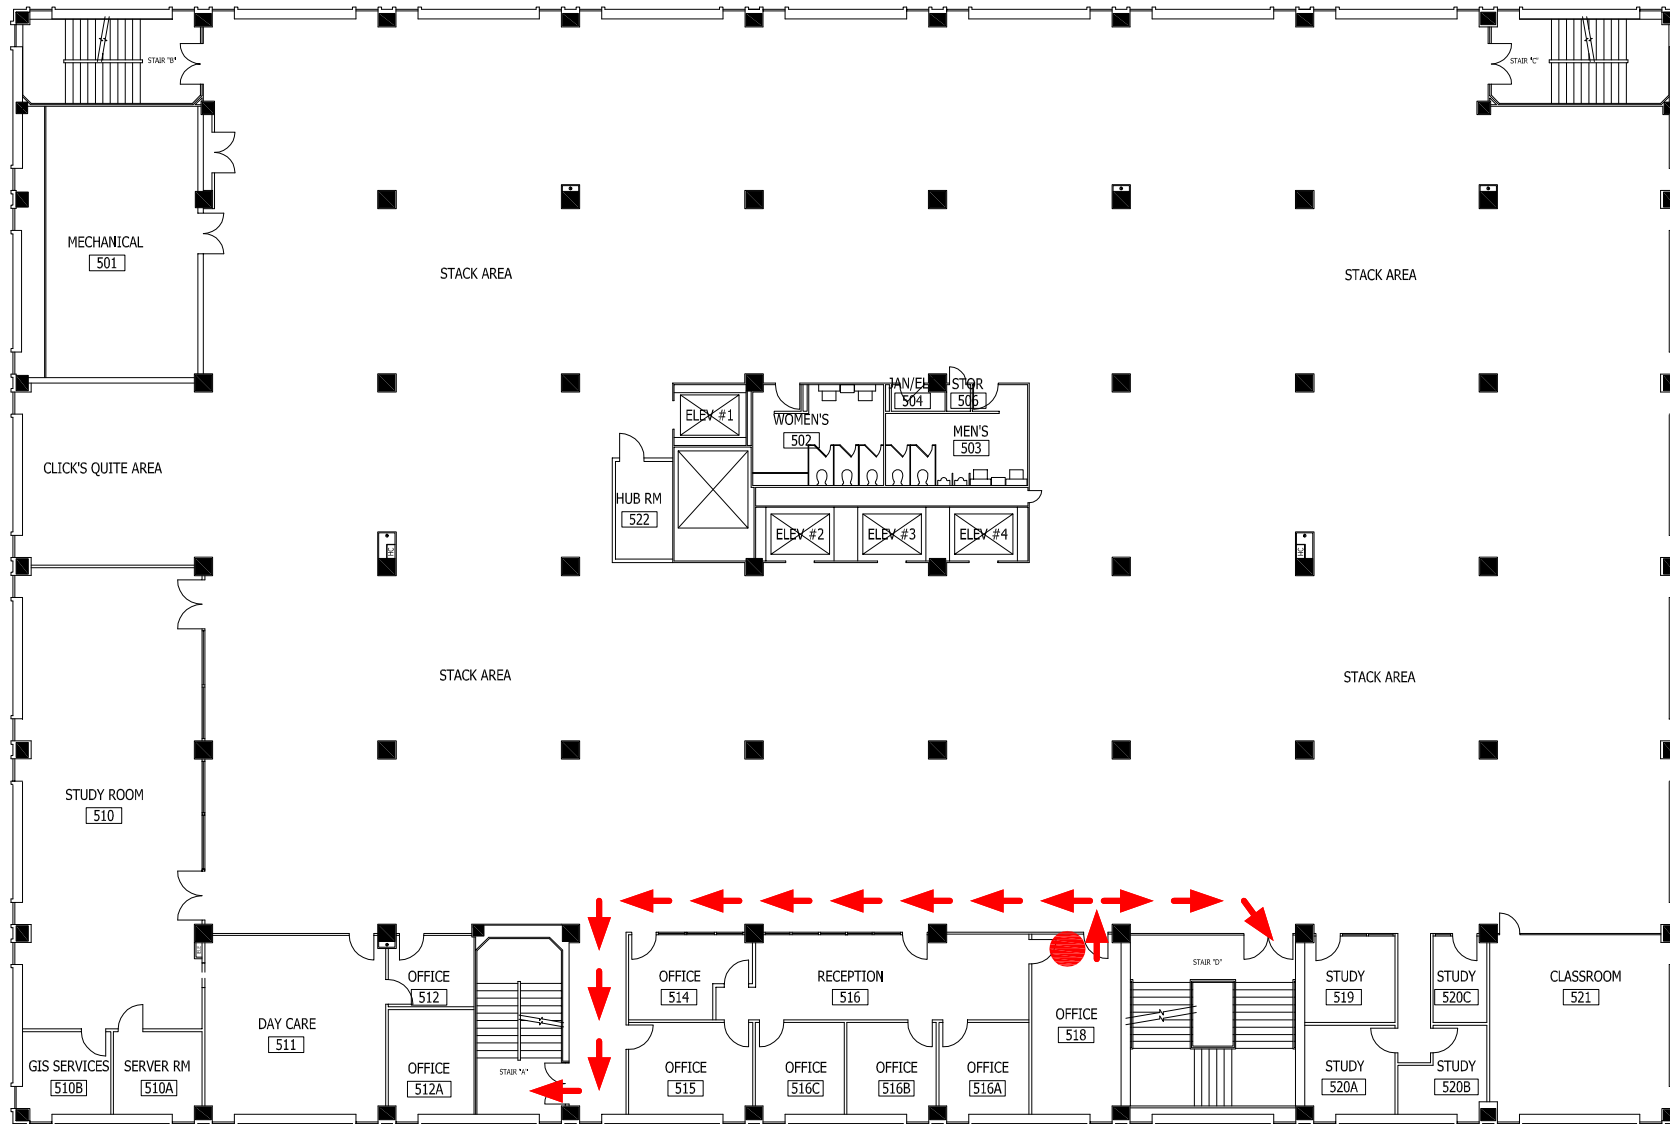 STAIR "B"
STAIR "C"
MECHANICAL
501
STACK AREA
STACK AREA
ELEV #1
WOMEN'S
502
JAN/EL
504
STOR
506
MEN'S
503
CLICK'S QUITE AREA
HUB RM
522
ELEV #2
ELEV #3
ELEV #4
HC
HC
STACK AREA
STACK AREA
STUDY ROOM
510
GIS SERVICES
510B
SERVER RM
510A
DAY CARE
511
OFFICE
512
OFFICE
512A
STAIR "A"
OFFICE
514
OFFICE
515
RECEPTION
516
OFFICE
516C
OFFICE
516B
OFFICE
516A
OFFICE
518
STAIR "D"
STUDY
519
STUDY
520A
STUDY
520C
STUDY
520B
CLASSROOM
521